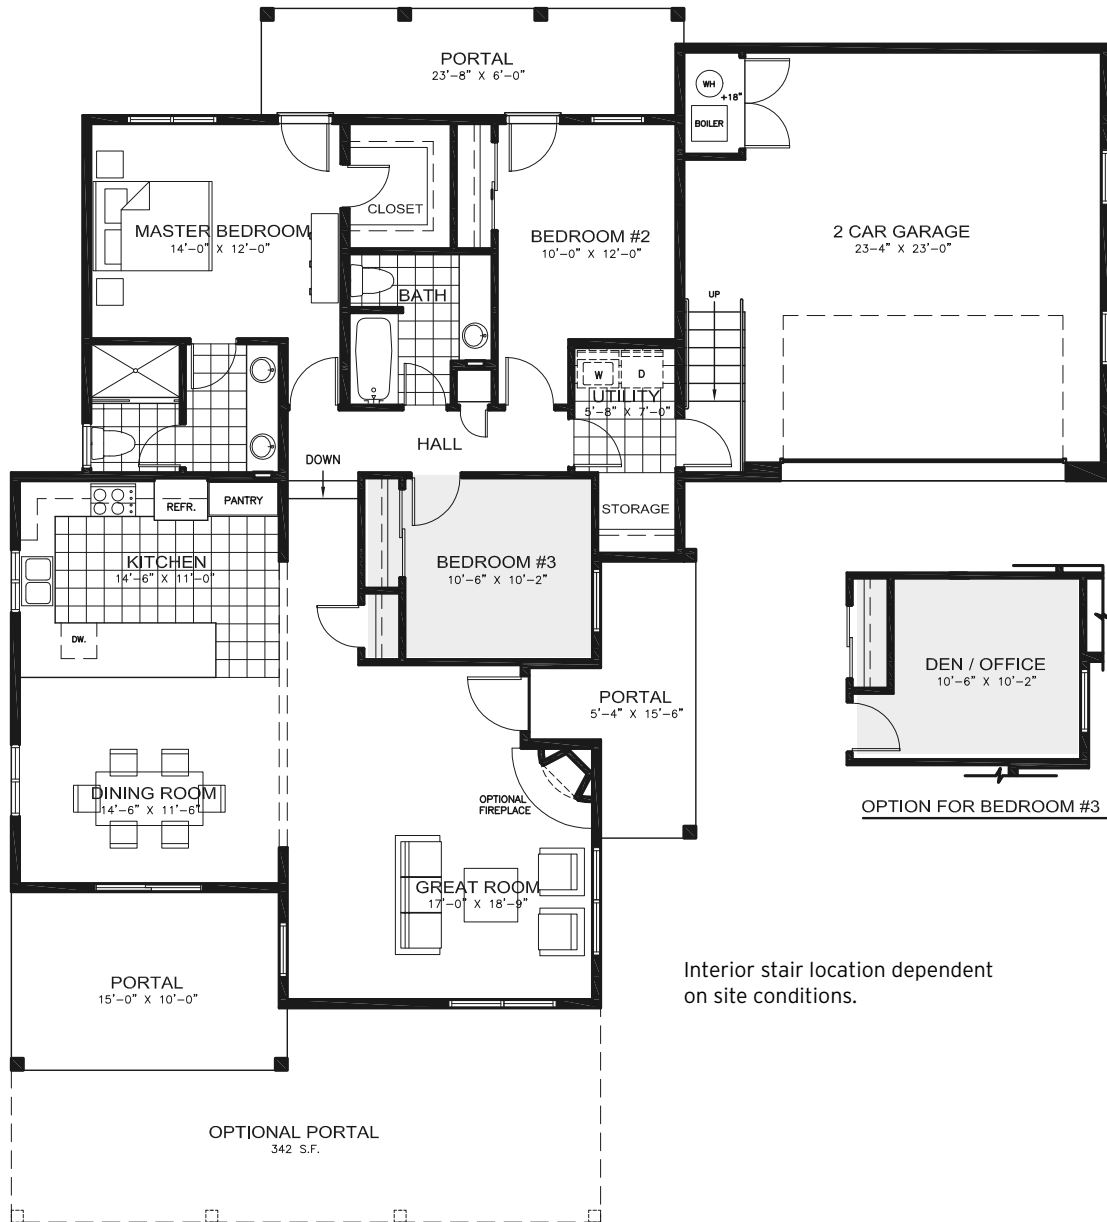 PORTAL
23'-8" X 6'-0"
WH
+18"
BOILER
CLOSET
MASTER BEDROOM
14'-0" X 12'-0"
BEDROOM #2
10'-0" X 12'-0"
2 CAR GARAGE
23-4" X 23'-0"
BATH
UP
W
D
UTILITY
5'-8" X 7'-0"
HALL
DOWN
REFR.
PANTRY
STORAGE
KITCHEN
14'-6" X 11'-0"
BEDROOM #3
10'-6" X 10'-2"
DW.
DEN / OFFICE
10'-6" X 10'-2"
PORTAL
5'-4" X 15'-6"
DINING ROOM
14'-6" X 11'-6"
OPTIONAL
FIREPLACE
OPTION FOR BEDROOM #3
GREAT ROOM
17'-0" X 18'-9"
Interior stair location dependent
on site conditions.
PORTAL
15'-0" X 10'-0"
OPTIONAL PORTAL
342 S.F.